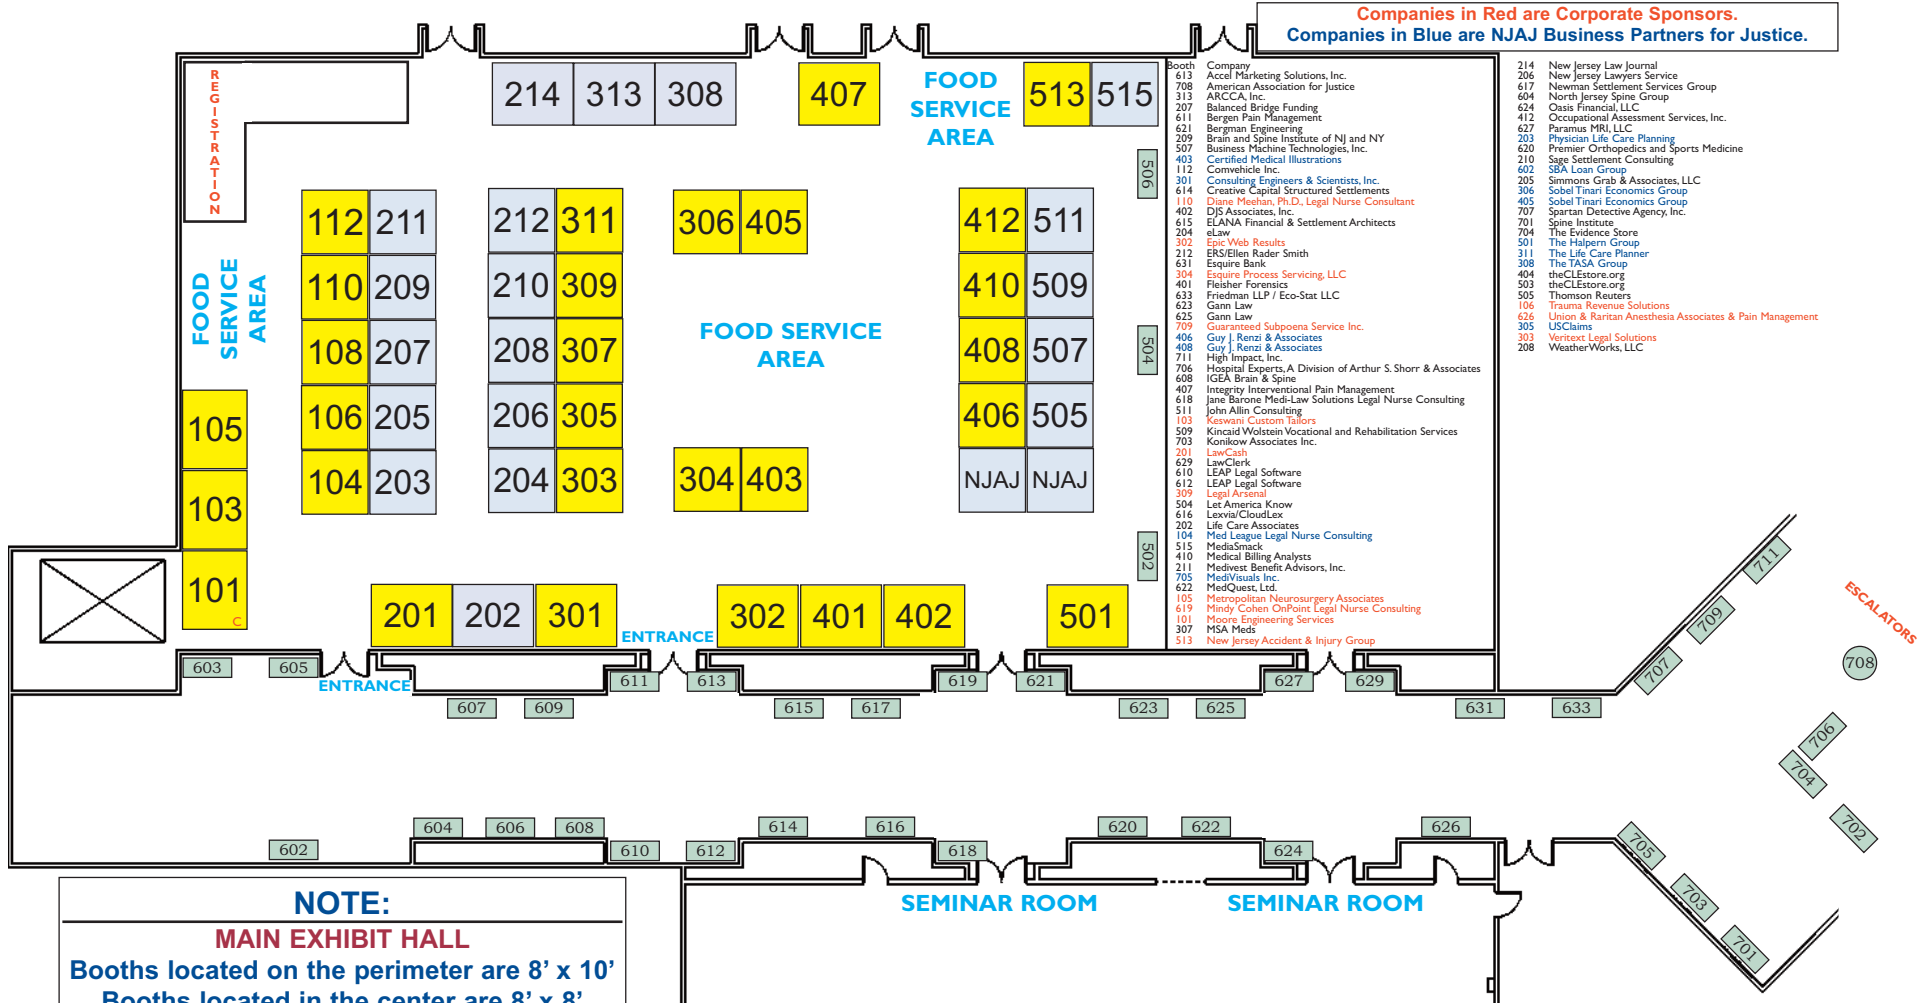 Companies in Red are Corporate Sponsors.
Companies in Blue are NJAJ Business Partners for Justice.
REGISTRATION
214 313 308
407
FOOD
SERVICE
AREA
513 515
506
112 211
110 209
108 207
106 205
104 203
212 311
210 309
208 307
206 305
204 303
306 405
FOOD SERVICE
AREA
304 403
412 511
410 509
408 507
406 505
NJAJ NJAJ
504
502
FOOD
SERVICE
AREA
105
103
101
C
201 202 301
ENTRANCE
302 401 402
501
Booth Company
613 Accel Marketing Solutions, Inc.
708 American Association for Justice
313 ARCCA, Inc.
207 Balanced Bridge Funding
611 Bergen Pain Management
621 Bergman Engineering
209 Brain and Spine Institute of NJ and NY
507 Business Machine Technologies, Inc.
403 Certified Medical Illustrations
112 Comvehicle Inc.
301 Consulting Engineers & Scientists, Inc.
614 Creative Capital Structured Settlements
110 Diane Meehan, Ph.D., Legal Nurse Consultant
402 DJS Associates, Inc.
615 ELANA Financial & Settlement Architects
204 eLaw
302 Epic Web Results
212 ERS/Ellen Rader Smith
631 Esquire Bank
304 Esquire Process Servicing, LLC
401 Fleisher Forensics
633 Friedman LLP / Eco-Stat LLC
623 Gann Law
625 Gann Law
709 Guaranteed Subpoena Service Inc.
406 Guy J. Renzi & Associates
408 Guy J. Renzi & Associates
711 High Impact, Inc.
706 Hospital Experts, A Division of Arthur S. Shorr & Associates
608 IGEA Brain & Spine
407 Integrity Interventional Pain Management
618 Jane Barone Medi-Law Solutions Legal Nurse Consulting
511 John Allin Consulting
103 Keswani Custom Tailors
509 Kincaid Wolstein Vocational and Rehabilitation Services
703 Konikow Associates Inc.
201 LawCash
629 LawClerk
610 LEAP Legal Software
612 LEAP Legal Software
309 Legal Arsenal
504 Let America Know
616 Lexvia/CloudLex
202 Life Care Associates
104 Med League Legal Nurse Consulting
515 MediaSmack
410 Medical Billing Analysts
211 Medivest Benefit Advisors, Inc.
705 MediVisuals Inc.
622 MedQuest, Ltd.
105 Metropolitan Neurosurgery Associates
619 Mindy Cohen OnPoint Legal Nurse Consulting
101 Moore Engineering Services
307 MSA Meds
513 New Jersey Accident & Injury Group
214 New Jersey Law Journal
206 New Jersey Lawyers Service
617 Newman Settlement Services Group
604 North Jersey Spine Group
624 Oasis Financial, LLC
412 Occupational Assessment Services, Inc.
627 Paramus MRI, LLC
203 Physician Life Care Planning
620 Premier Orthopedics and Sports Medicine
210 Sage Settlement Consulting
602 SBA Loan Group
205 Simmons Grab & Associates, LLC
306 Sobel Tinari Economics Group
405 Sobel Tinari Economics Group
707 Spartan Detective Agency, Inc.
701 Spine Institute
704 The Evidence Store
501 The Halpern Group
311 The Life Care Planner
308 The TASA Group
404 theCLEstore.org
503 theCLEstore.org
505 Thomson Reuters
106 Trauma Revenue Solutions
626 Union & Raritan Anesthesia Associates & Pain Management
305 USClaims
303 Veritext Legal Solutions
208 WeatherWorks, LLC
603 605
ENTRANCE
611 613 619 621 627 629
607 609 615 617 623 625 631 633
711
709
707
ESCALATORS
708
706
704
702
705
703
701
602
604 606 608
610 612
614 616
618
620 622
624
626
SEMINAR ROOM
SEMINAR ROOM
NOTE:
MAIN EXHIBIT HALL
Booths located on the perimeter are 8’ x 10’
Booths located in the center are 8’ x 8’